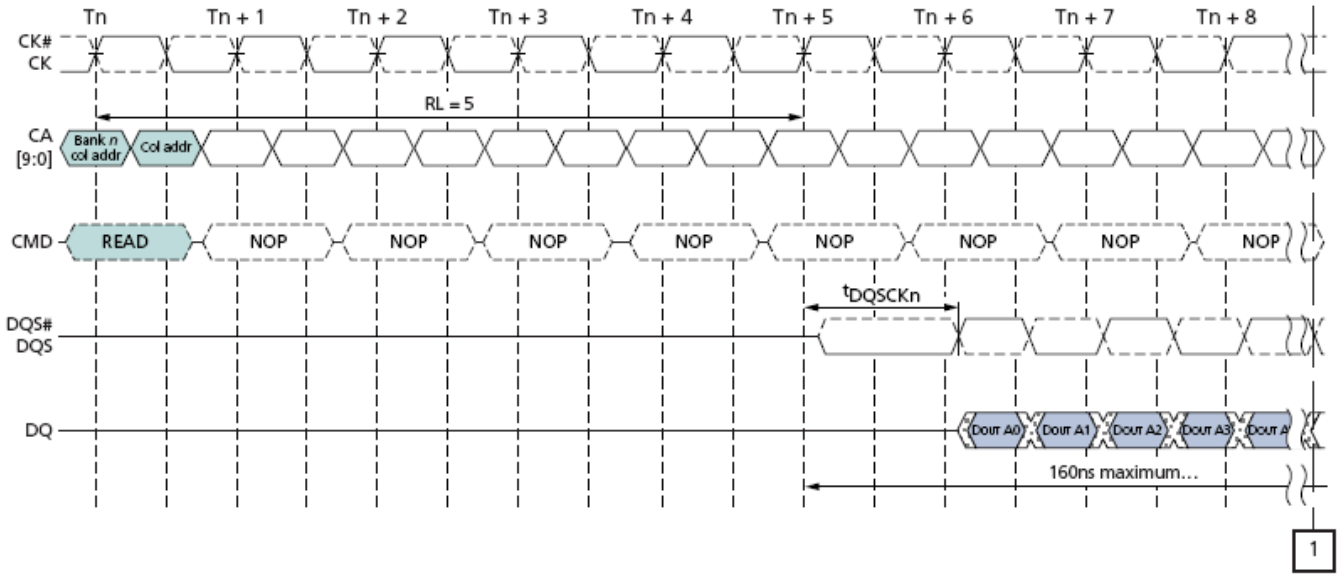 Tn Tn + 1 Tn + 2 Tn + 3 Tn + 4 Tn + 5 Tn + 6 Tn + 7 Tn + 8
CK#
CK
RL = 5
CA
[9:0]
Bank n
col addr
Col addr
CMD READ NOP NOP NOP NOP NOP NOP NOP NOP
tDQSCKn
DQS#
DQS
DQ DOUT A0 DOUT A1 DOUT A2 DOUT A3 DOUT A
160ns maximum…
1